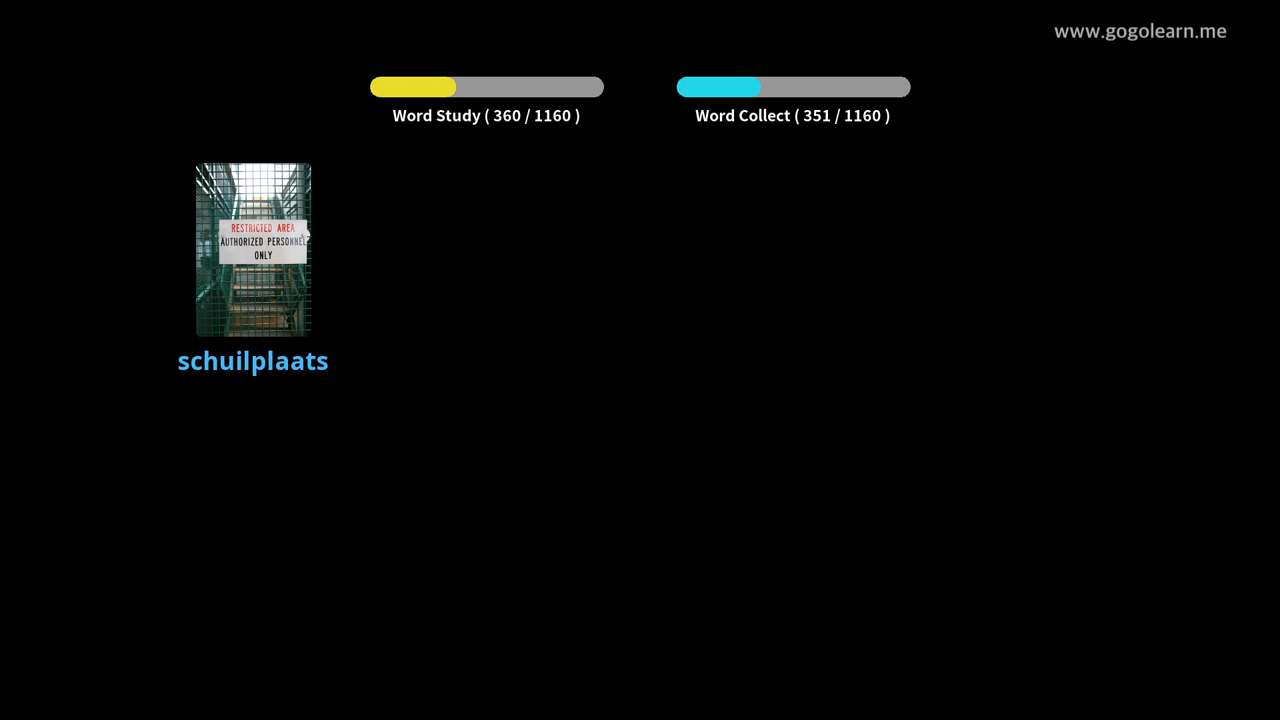 www.gogolearn.me
Word Study ( 360 / 1160 )
Word Collect ( 351 / 1160 )
RESTRICTED AREA
AUTHORIZED PERSONNEL
ONLY
schuilplaats